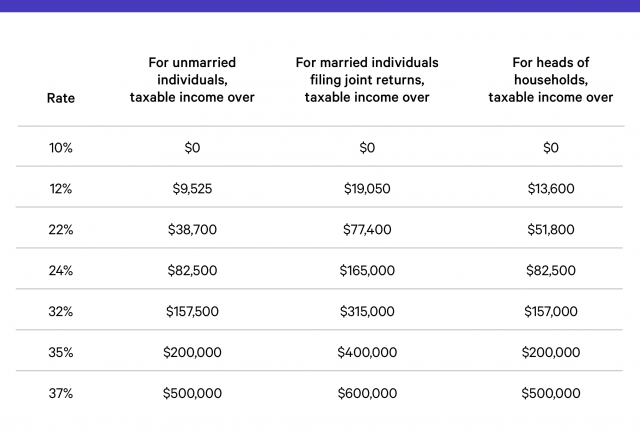 Rate
For unmarried
individuals,
taxable income over
For married individuals
filing joint returns,
taxable income over
For heads of
households,
taxable income over
10% $0 $0 $0
12% $9,525 $19,050 $13,600
22% $38,700 $77,400 $51,800
24% $82,500 $165,000 $82,500
32% $157,500 $315,000 $157,000
35% $200,000 $400,000 $200,000
37% $500,000 $600,000 $500,000